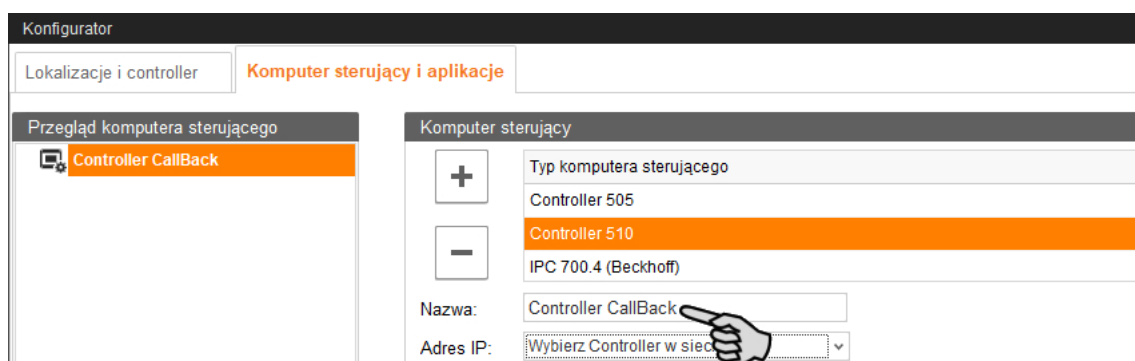 Konfigurator
Lokalizacje i controller
Komputer sterujący i aplikacje
Przegląd komputera sterującego
Controller CallBack
Komputer sterujący
Typ komputera sterującego
Controller 505
Controller 510
IPC 700.4 (Beckhoff)
Nazwa: Controller CallBack
Adres IP: Wybierz Controller w